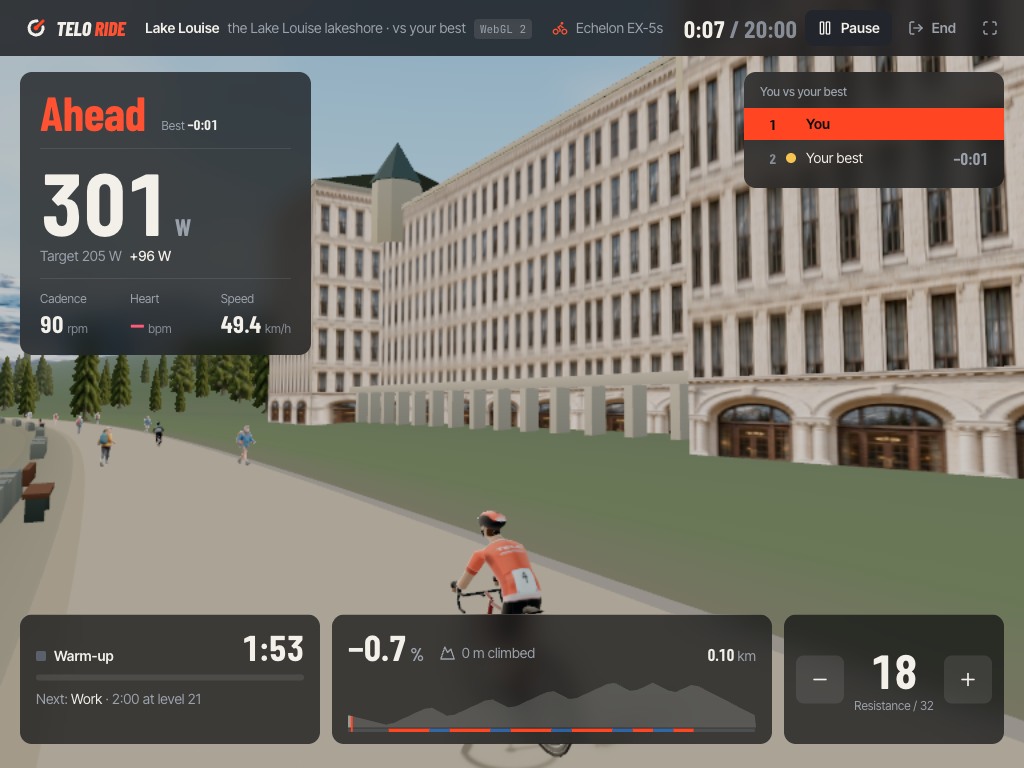 TELO RIDE
Lake Louise the Lake Louise lakeshore · vs your best WebGL 2
Echelon EX-5s
0:07 / 20:00
Pause
End
Ahead Best −0:01
301 W
Target 205 W +96 W
Cadence Heart Speed
90 rpm — bpm 49.4 km/h
You vs your best
1 You
2 Your best −0:01
4
Warm-up 1:53
Next: Work · 2:00 at level 21
−0.7 % 0 m climbed 0.10 km
− 18 +
Resistance / 32